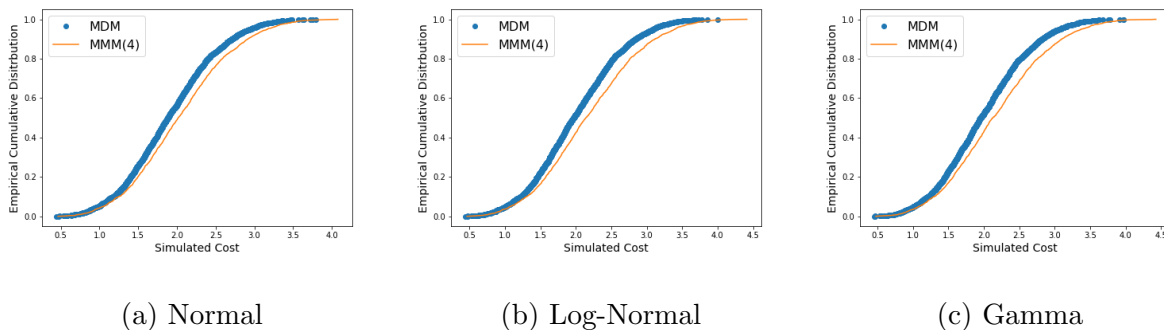 MDM
MMM(4)
Empirical Cumulative Disitrbution
1.0
0.8
0.6
0.4
0.2
0.0
0.5 1.0 1.5 2.0 2.5 3.0 3.5 4.0
Simulated Cost
(a) Normal
MDM
MMM(4)
Empirical Cumulative Disitrbution
1.0
0.8
0.6
0.4
0.2
0.0
0.5 1.0 1.5 2.0 2.5 3.0 3.5 4.0 4.5
Simulated Cost
(b) Log-Normal
MDM
MMM(4)
Empirical Cumulative Disitrbution
1.0
0.8
0.6
0.4
0.2
0.0
0.5 1.0 1.5 2.0 2.5 3.0 3.5 4.0 4.5
Simulated Cost
(c) Gamma